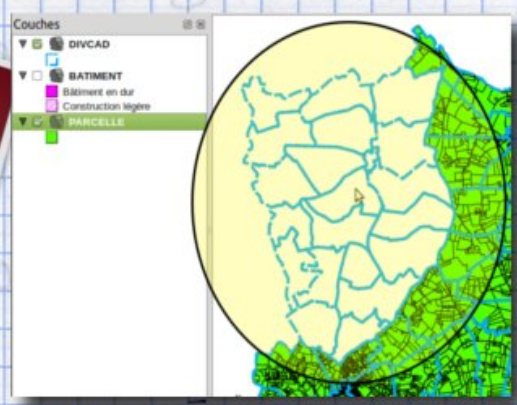 Couches
DIVCAD
BATIMENT
Bâtiment en dur
Construction légère
PARCELLE